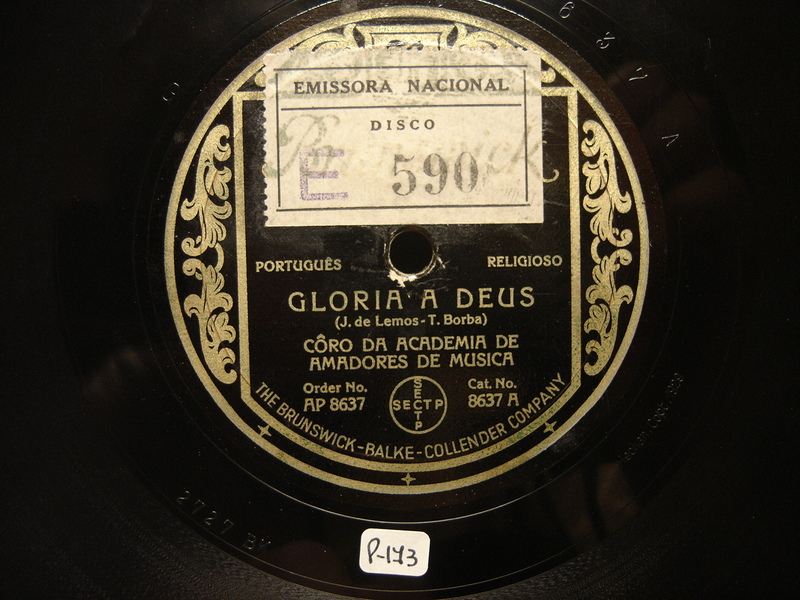 EMISSORA NACIONAL
DISCO
E 590
PORTUGUÊS
RELIGIOSO
GLORIA A DEUS
(J. de Lemos - T. Borba)
CÔRO DA ACADEMIA DE
AMADORES DE MUSICA
Order No.
AP 8637
SECTP
SECTP
Cat. No.
8637 A
THE BRUNSWICK-BALKE-COLLENDER COMPANY
P-173